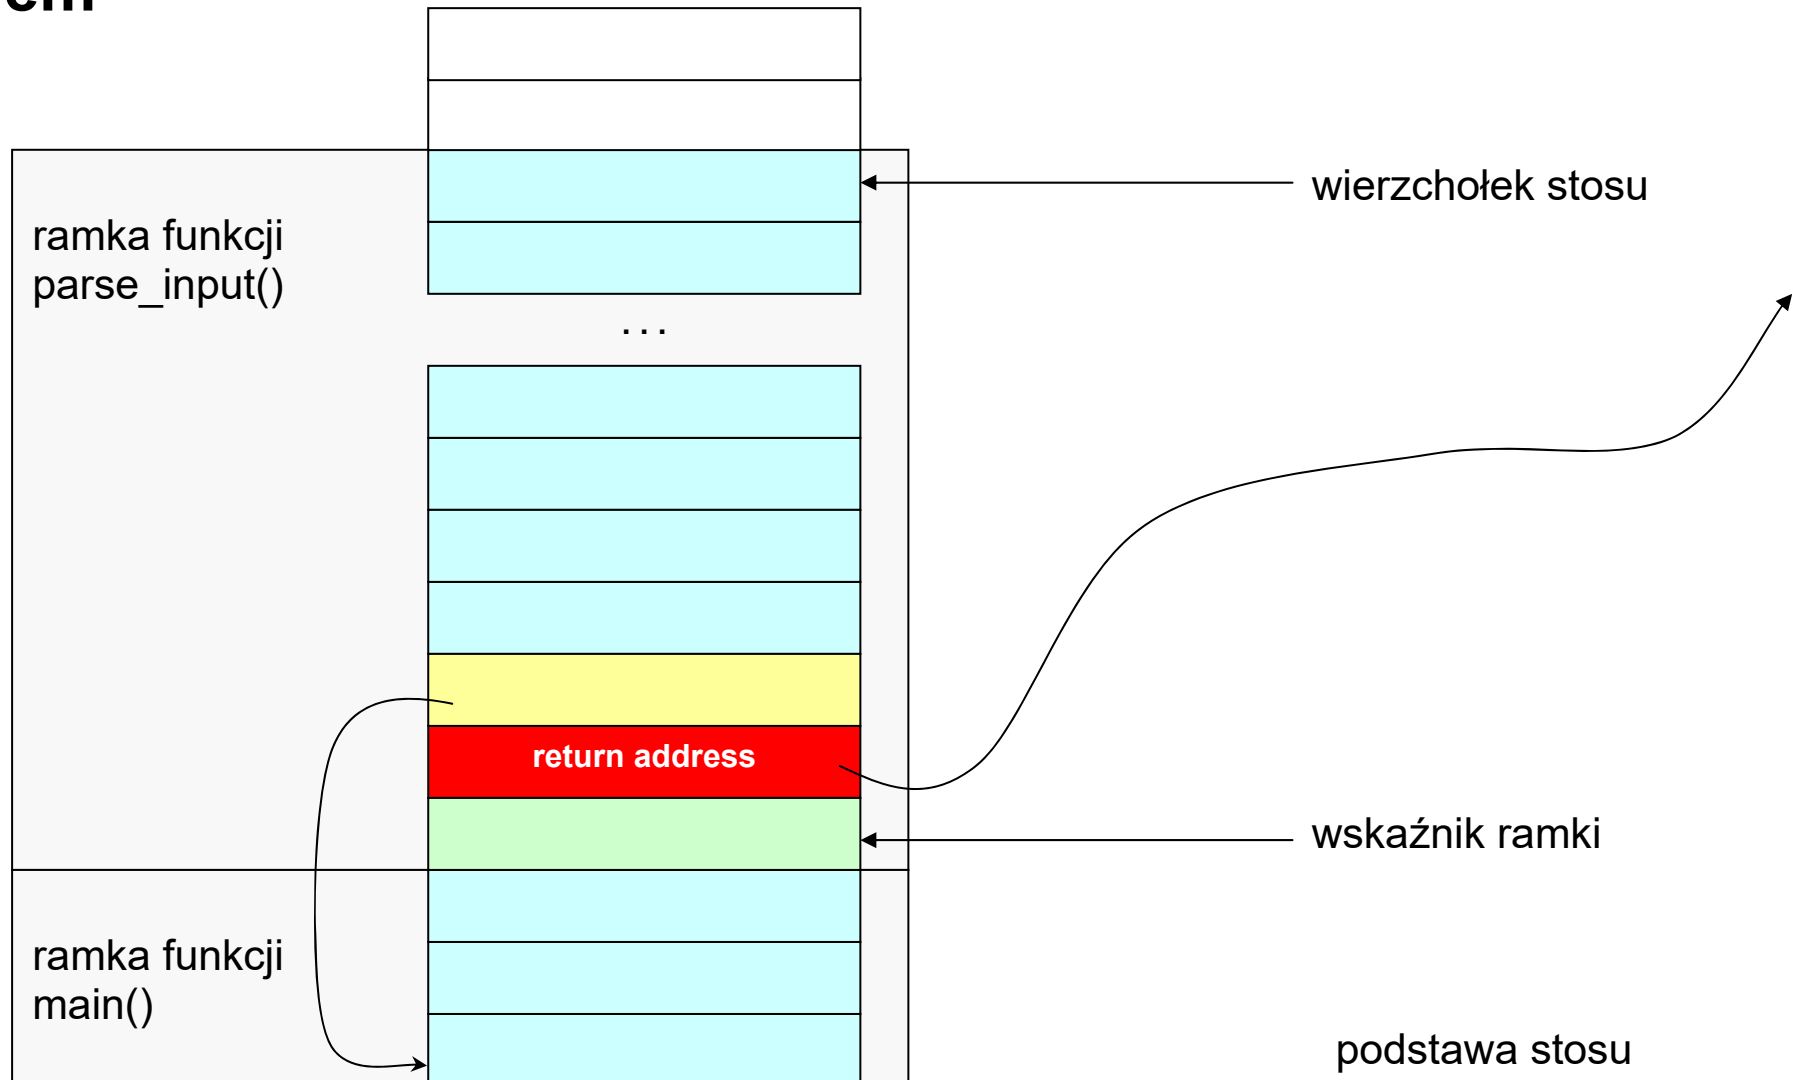 wierzchołek stosu
ramka funkcji
parse_input()
...
return address
wskaźnik ramki
ramka funkcji
main()
podstawa stosu